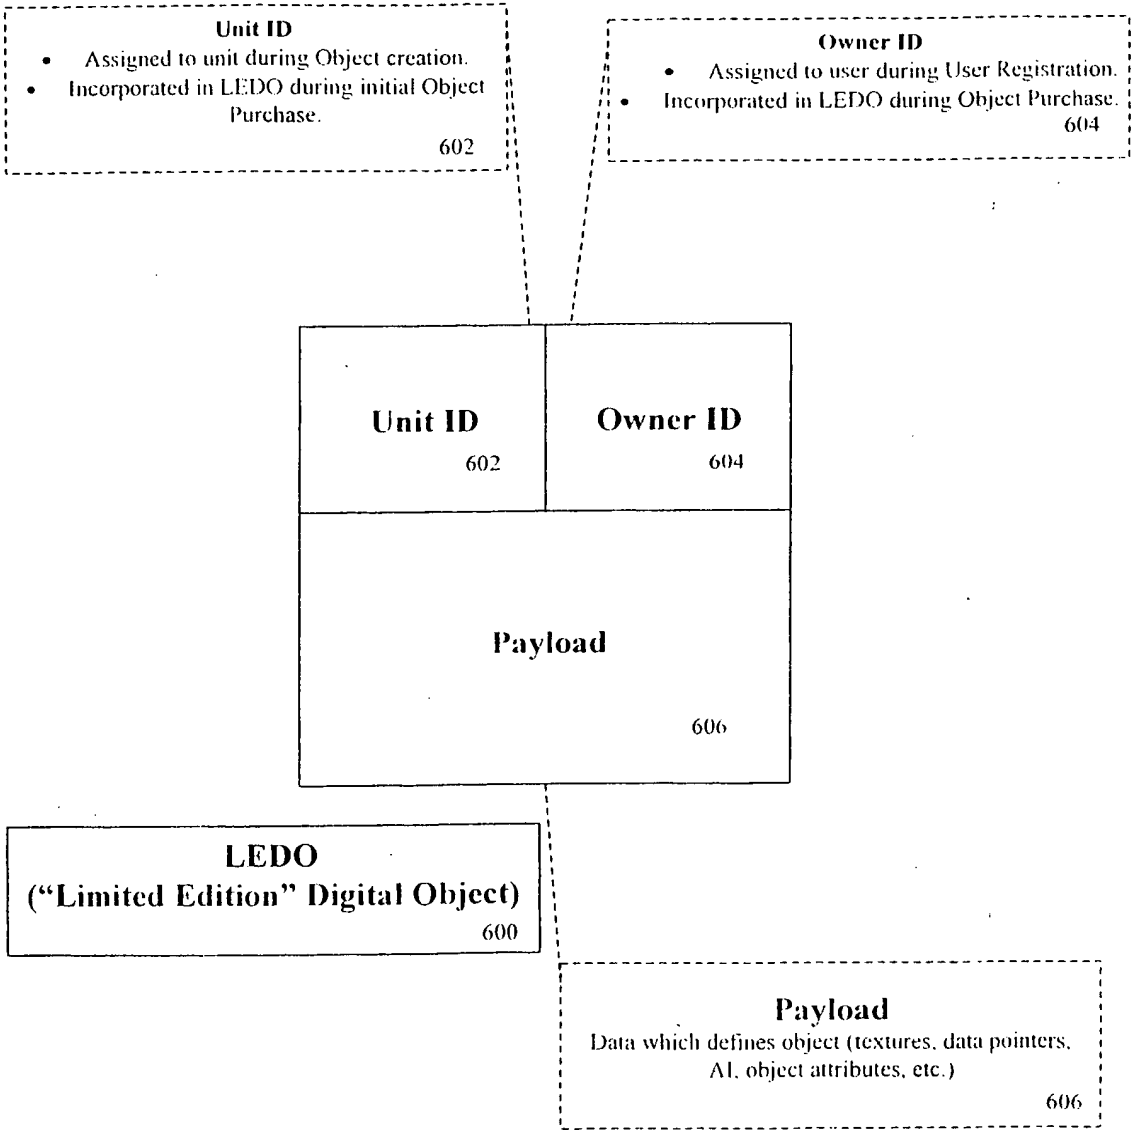 Unit ID
• Assigned to unit during Object creation.
• Incorporated in LEDO during initial Object
Purchase.
602
Owner ID
• Assigned to user during User Registration.
• Incorporated in LEDO during Object Purchase.
604
Unit ID
602
Owner ID
604
Payload
606
LEDO
(“Limited Edition” Digital Object)
600
Payload
Data which defines object (textures, data pointers,
AI, object attributes, etc.)
606